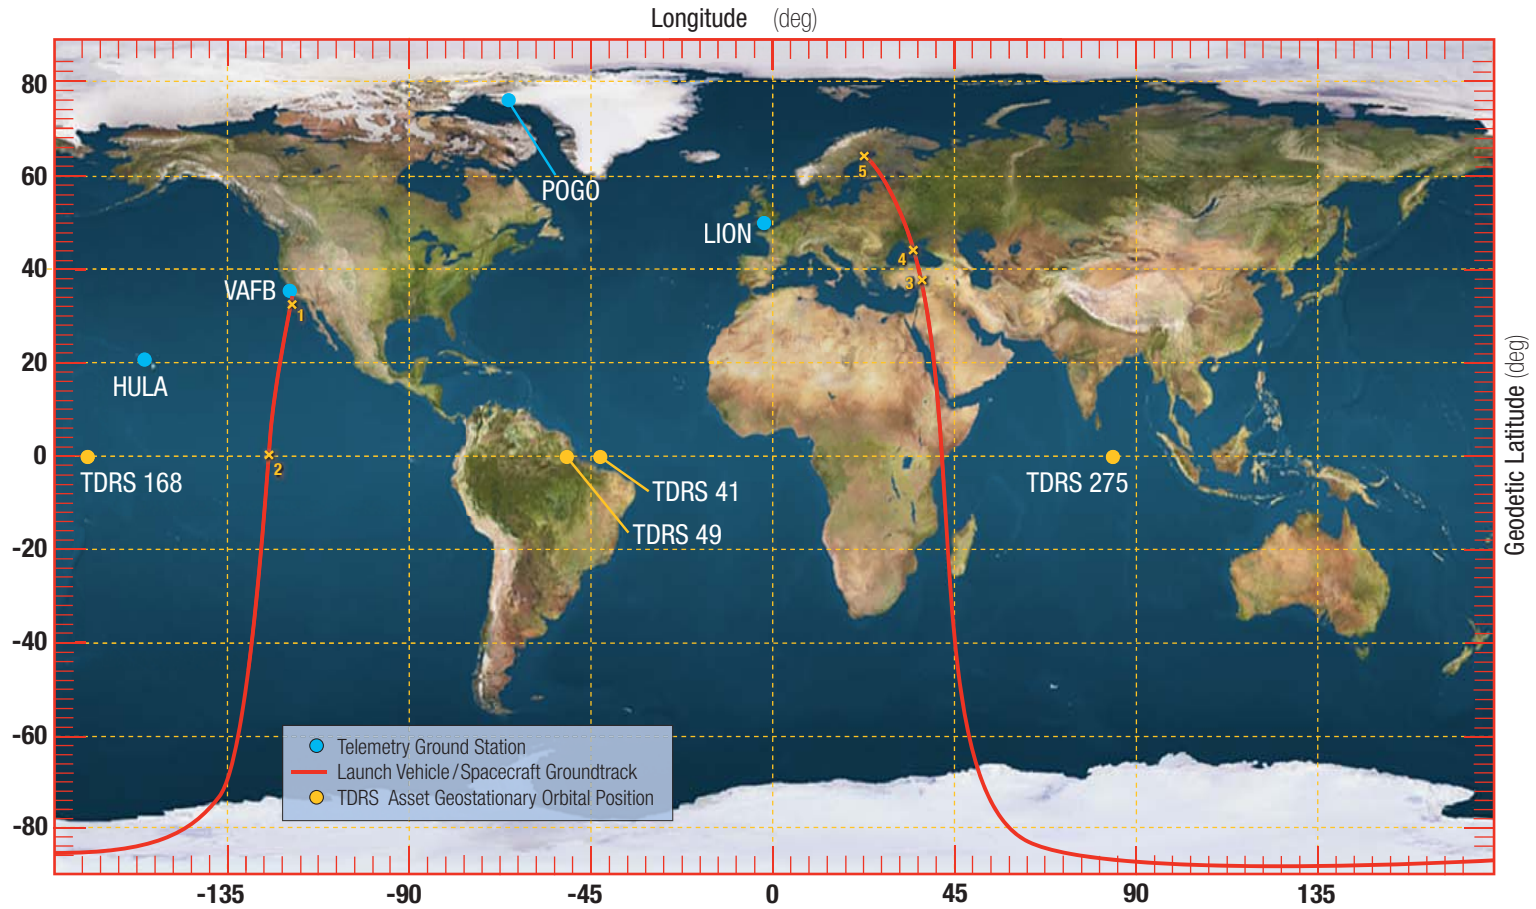 Longitude (deg)
80
60
40
20
0
-20
-40
-60
-80
POGO
5
LION
4
3
VAFB
1
HULA
2
TDRS 168
TDRS 41
TDRS 49
TDRS 275
Geodetic Latitude (deg)
Telemetry Ground Station
Launch Vehicle/Spacecraft Groundtrack
TDRS Asset Geostationary Orbital Position
-135 -90 -45 0 45 90 135